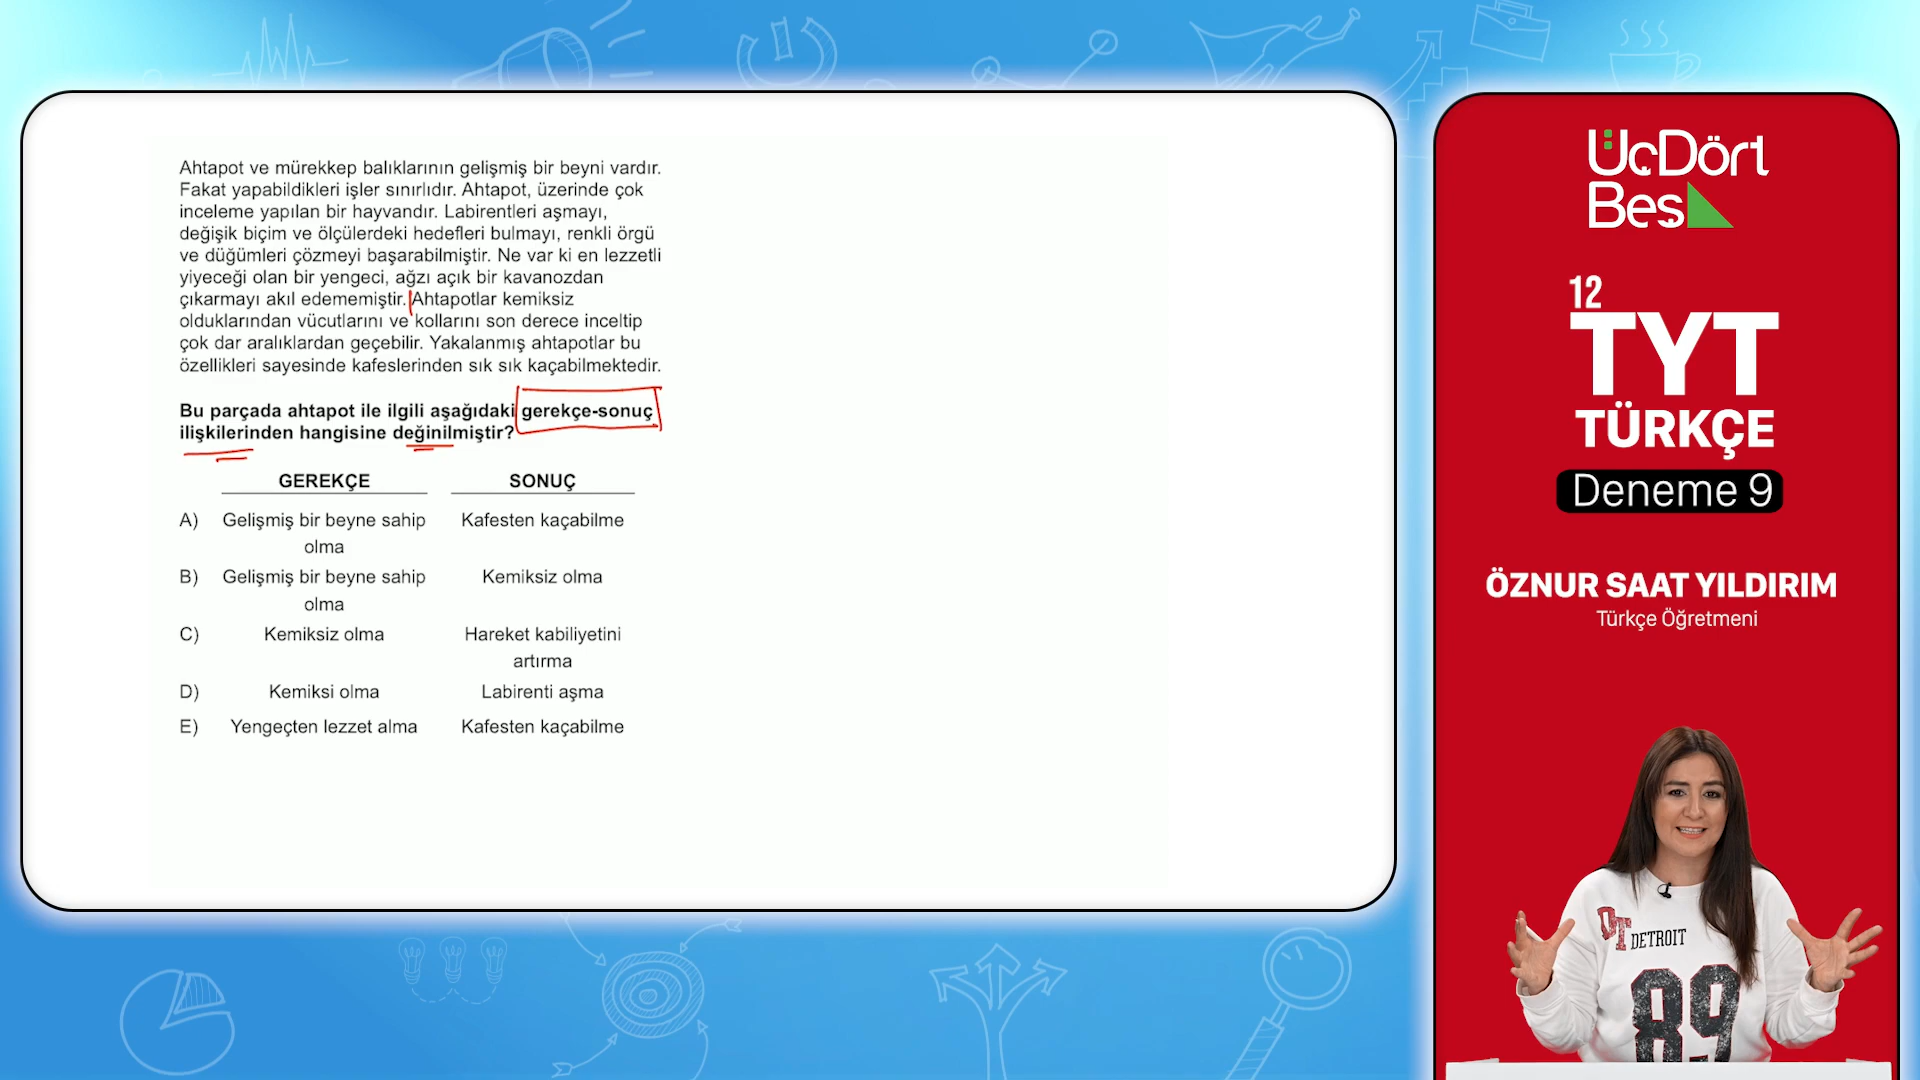 Ahtapot ve mürekkep balıklarının gelişmiş bir beyni vardır.
Fakat yapabildikleri işler sınırlıdır. Ahtapot, üzerinde çok
inceleme yapılan bir hayvandır. Labirentleri aşmayı,
değişik biçim ve ölçülerdeki hedefleri bulmayı, renkli örgü
ve düğümleri çözmeyi başarabilmiştir. Ne var ki en lezzetli
yiyeceği olan bir yengeci, ağzı açık bir kavanozdan
çıkarmayı akıl edememiştir. Ahtapotlar kemiksiz
olduklarından vücutlarını ve kollarını son derece inceltip
çok dar aralıklardan geçebilir. Yakalanmış ahtapotlar bu
özellikleri sayesinde kafeslerinden sık sık kaçabilmektedir.
Bu parçada ahtapot ile ilgili aşağıdaki gerekçe-sonuç
ilişkilerinden hangisine değinilmiştir?
GEREKÇE SONUÇ
A) Gelişmiş bir beyne sahip Kafesten kaçabilme
olma
B) Gelişmiş bir beyne sahip Kemiksiz olma
olma
C) Kemiksiz olma Hareket kabiliyetini
artırma
D) Kemiksi olma Labirenti aşma
E) Yengeçten lezzet alma Kafesten kaçabilme
ÜçDört
Beş
12
TYT
TÜRKÇE
Deneme 9
ÖZNUR SAAT YILDIRIM
Türkçe Öğretmeni
DT DETROIT
89